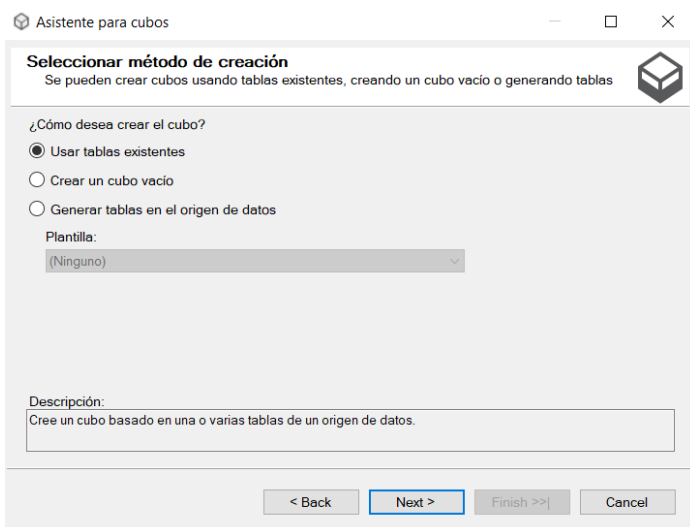 Asistente para cubos
Seleccionar método de creación
Se pueden crear cubos usando tablas existentes, creando un cubo vacío o generando tablas
¿Cómo desea crear el cubo?
Usar tablas existentes
Crear un cubo vacío
Generar tablas en el origen de datos
Plantilla:
(Ninguno)
Descripción:
Cree un cubo basado en una o varias tablas de un origen de datos.
< Back Next > Finish >>| Cancel